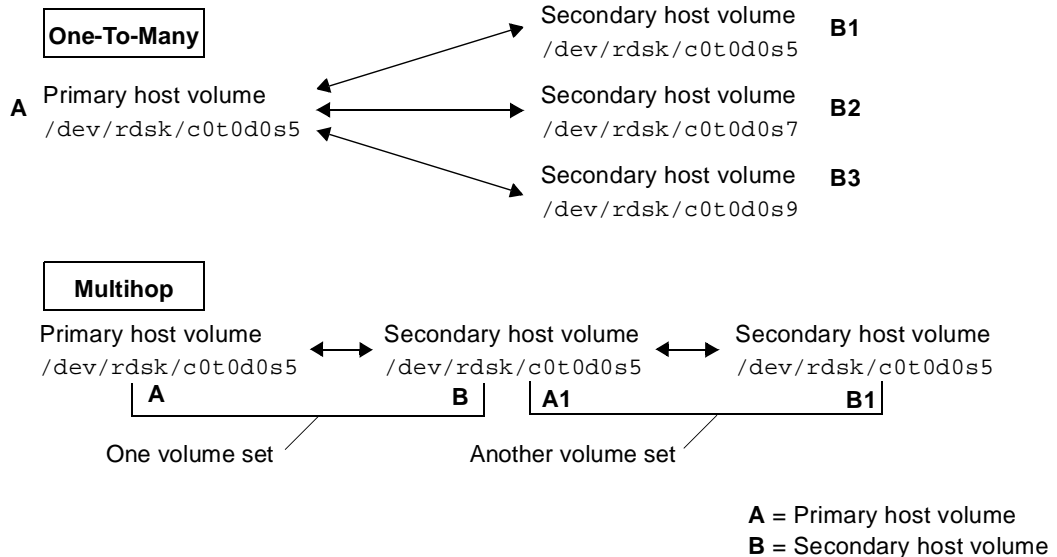 One-To-Many
A
Primary host volume
/dev/rdsk/c0t0d0s5
Secondary host volume
/dev/rdsk/c0t0d0s5
B1
Secondary host volume
/dev/rdsk/c0t0d0s7
B2
Secondary host volume
/dev/rdsk/c0t0d0s9
B3
Multihop
Primary host volume
/dev/rdsk/c0t0d0s5
Secondary host volume
/dev/rdsk/c0t0d0s5
Secondary host volume
/dev/rdsk/c0t0d0s5
A
B
A1
B1
One volume set
Another volume set
A = Primary host volume
B = Secondary host volume